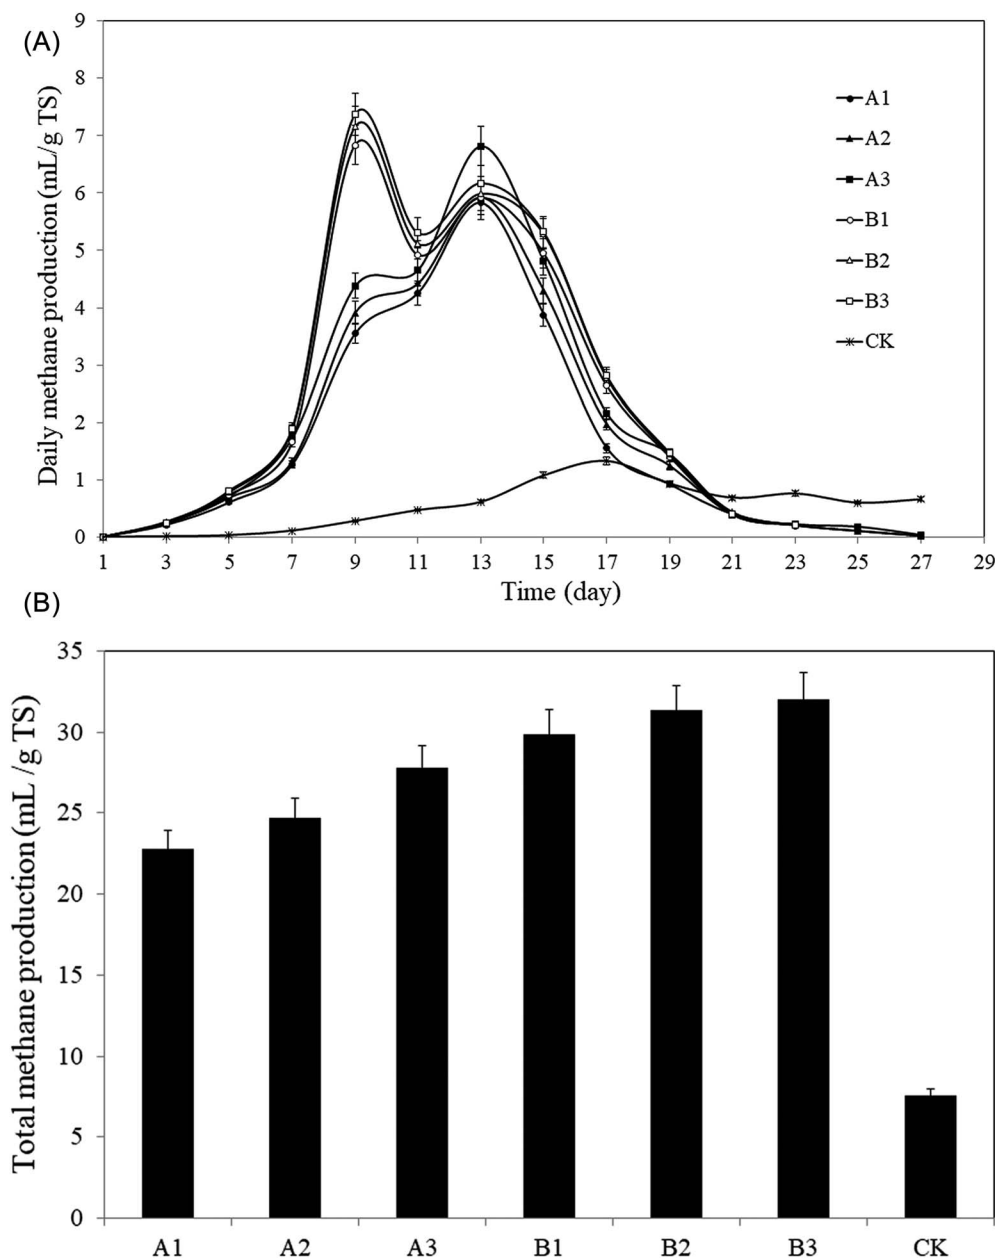 (A)
Daily methane production (mL/g TS)
9
8
7
6
5
4
3
2
1
0
A1
A2
A3
B1
B2
B3
CK
1 3 5 7 9 11 13 15 17 19 21 23 25 27 29
Time (day)
(B)
Total methane production (mL /g TS)
35
30
25
20
15
10
5
0
A1 A2 A3 B1 B2 B3 CK